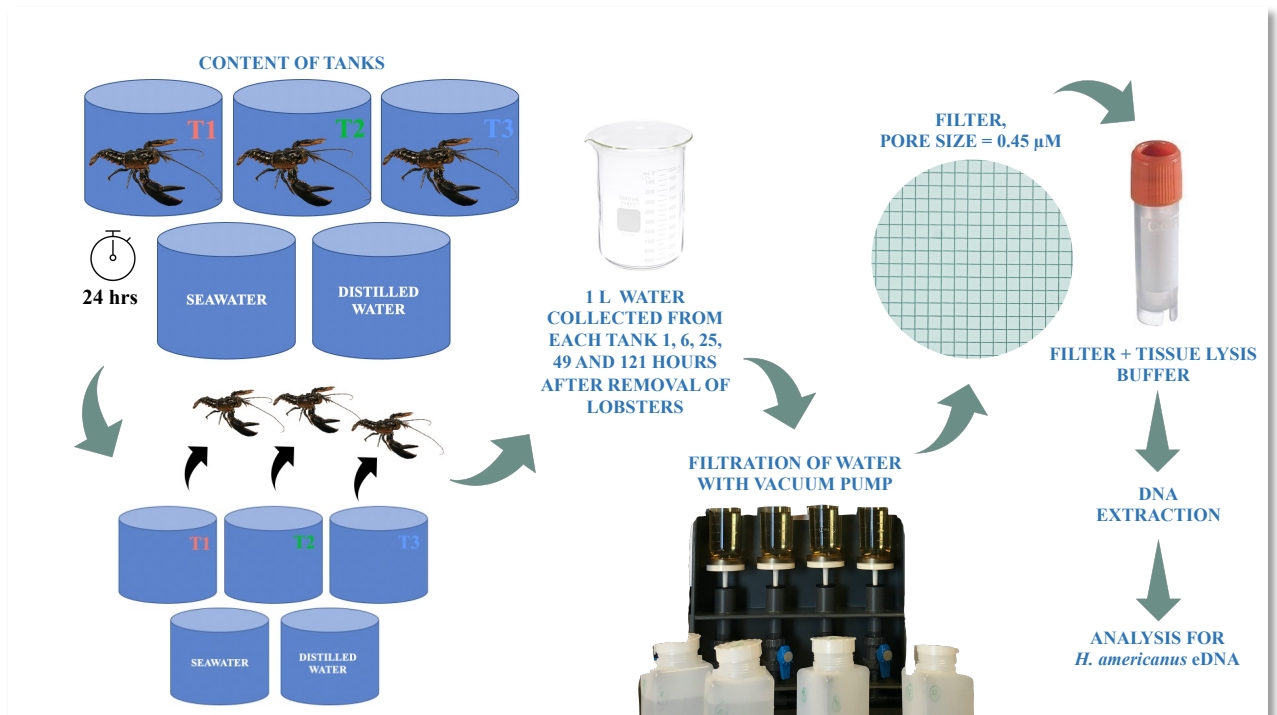 CONTENT OF TANKS
T1
T2
T3
24 hrs
SEAWATER
DISTILLED
WATER
T1
T2
T3
SEAWATER
DISTILLED
WATER
1 L WATER
COLLECTED FROM
EACH TANK 1, 6, 25,
49 AND 121 HOURS
AFTER REMOVAL OF
LOBSTERS
FILTRATION OF WATER
WITH VACUUM PUMP
FILTER,
PORE SIZE = 0.45 µM
FILTER + TISSUE LYSIS
BUFFER
DNA
EXTRACTION
ANALYSIS FOR
H. americanus eDNA